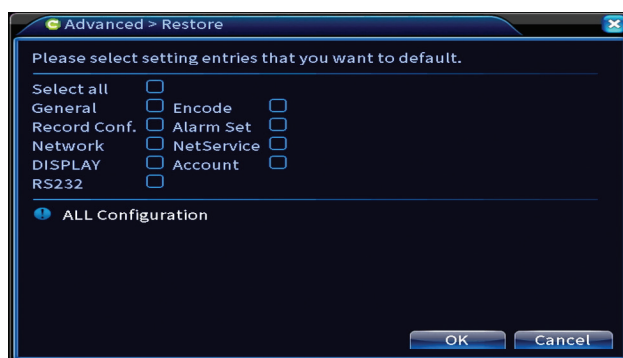 Advanced > Restore
Please select setting entries that you want to default.
Select all
General Encode
Record Conf. Alarm Set
Network NetService
DISPLAY Account
RS232
ALL Configuration
OK Cancel